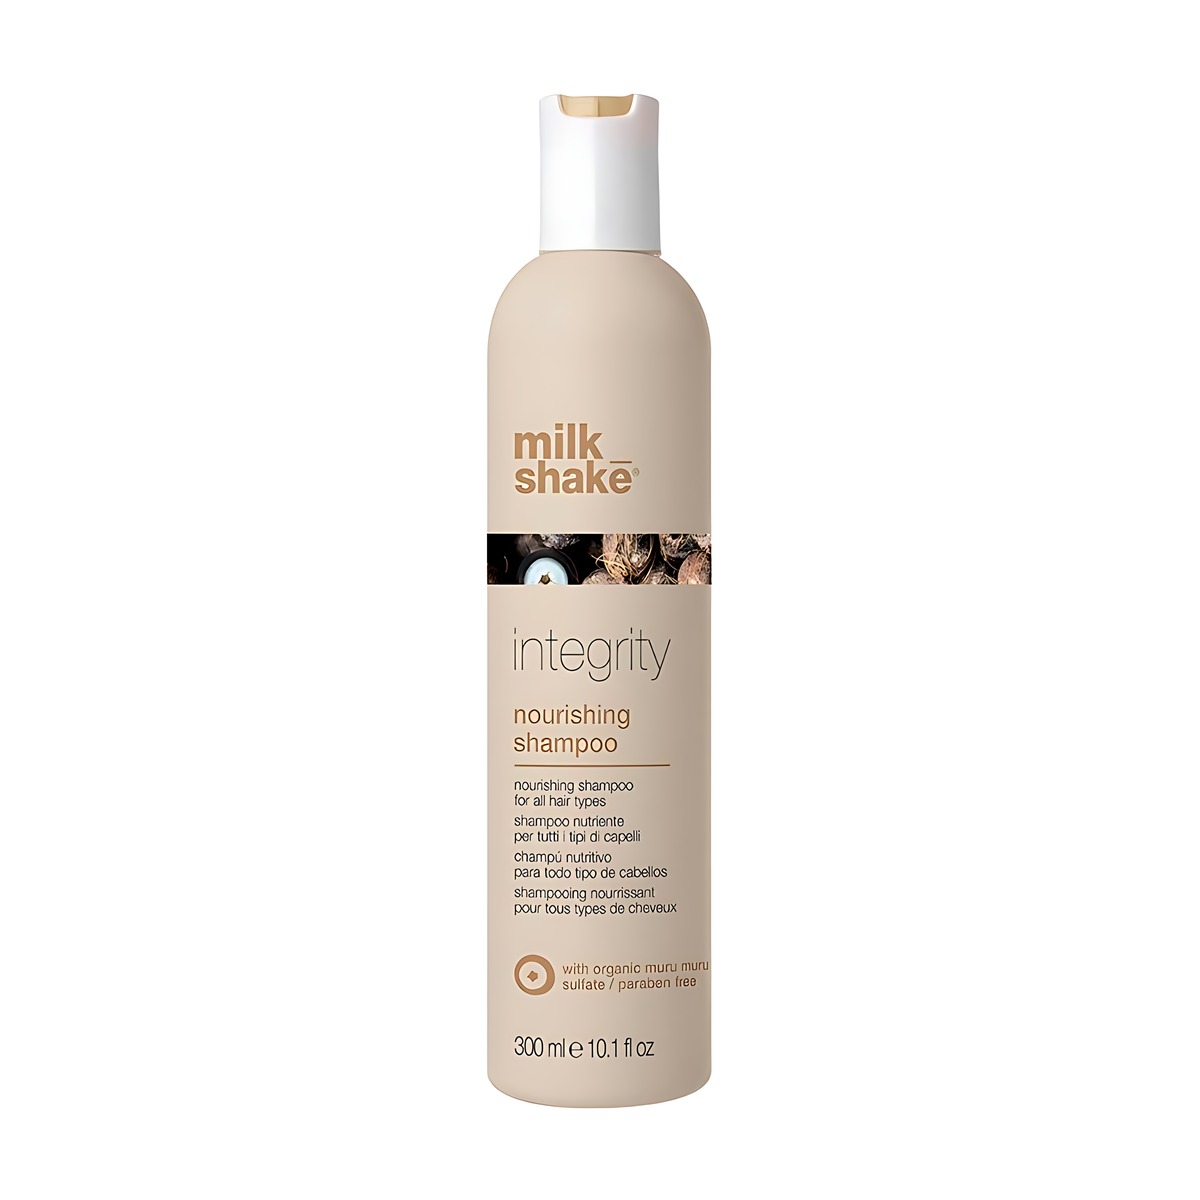 milk_
shake®
integrity
nourishing
shampoo
nourishing shampoo
for all hair types
shampoo nutriente
per tutti i tipi di capelli
champú nutritivo
para todo tipo de cabellos
shampooing nourrissant
pour tous types de cheveux
with organic muru muru
sulfate / paraben free
300 ml e 10.1 fl oz